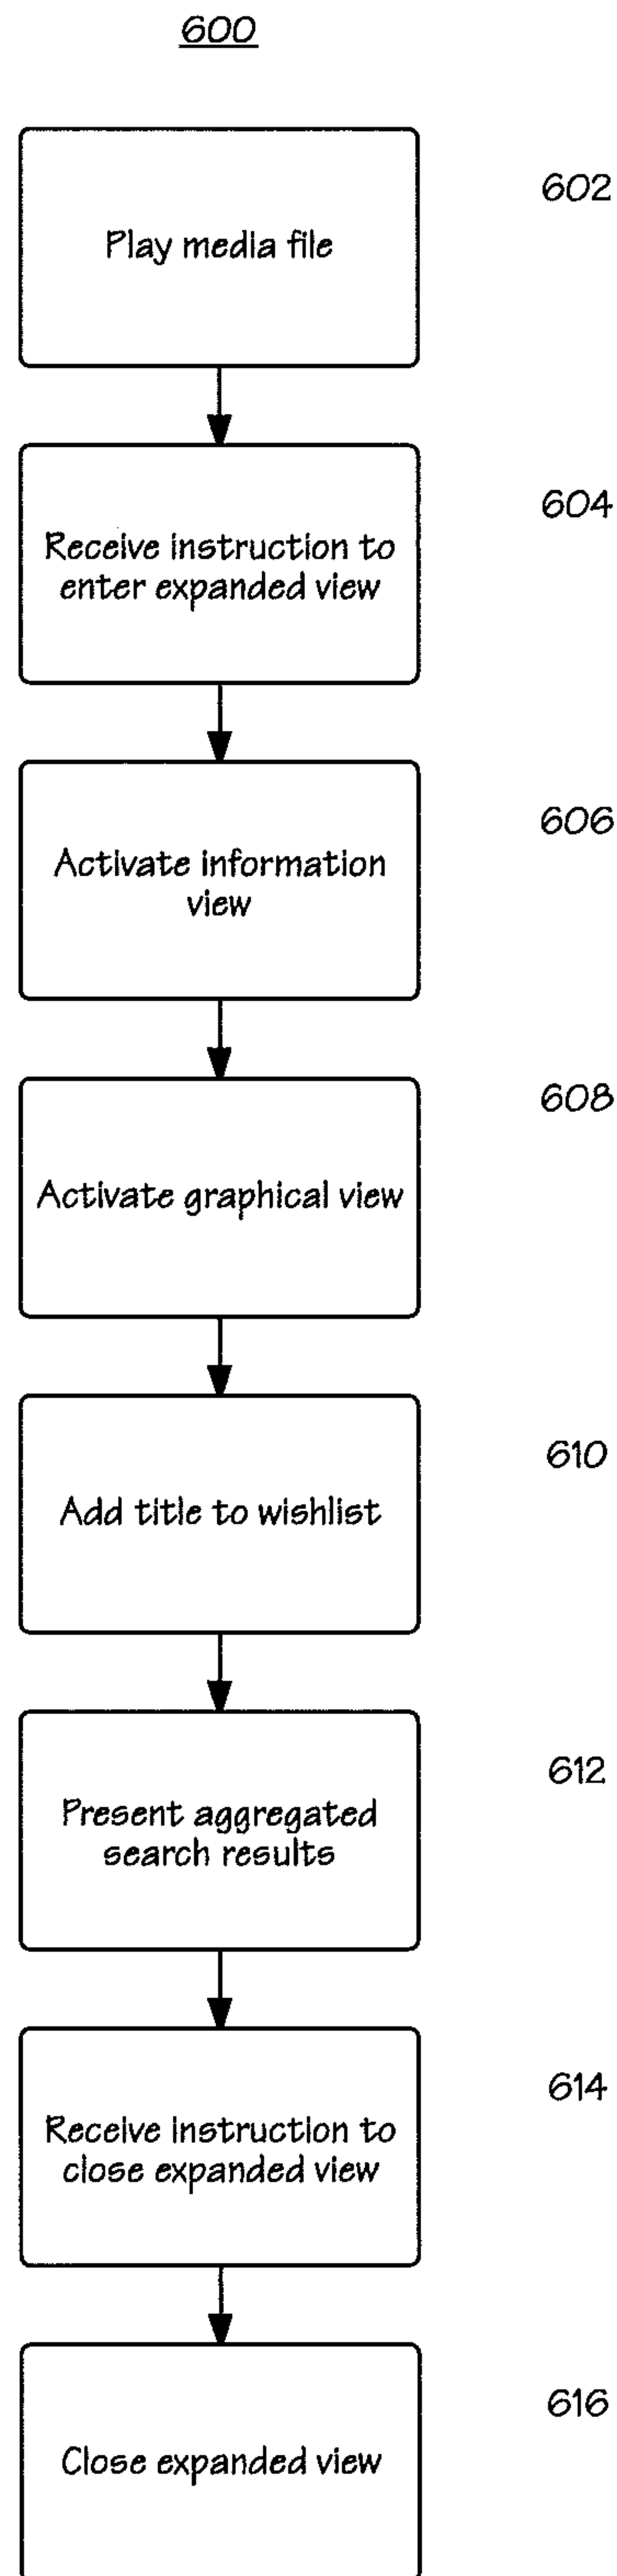 600
Play media file
602
Receive instruction to
enter expanded view
604
Activate information
view
606
Activate graphical view
608
Add title to wishlist
610
Present aggregated
search results
612
Receive instruction to
close expanded view
614
Close expanded view
616